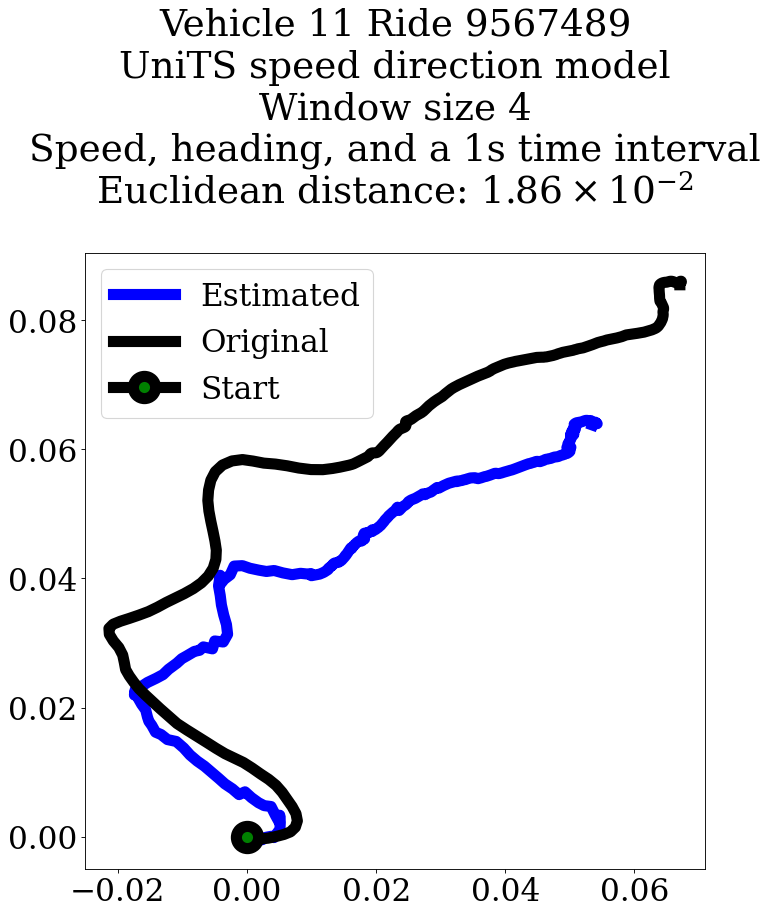 Vehicle 11 Ride 9567489
UniTS speed direction model
Window size 4
Speed, heading, and a 1s time interval
Euclidean distance: 1.86 × 10⁻²
Estimated
Original
Start
0.08
0.06
0.04
0.02
0.00
−0.02 0.00 0.02 0.04 0.06